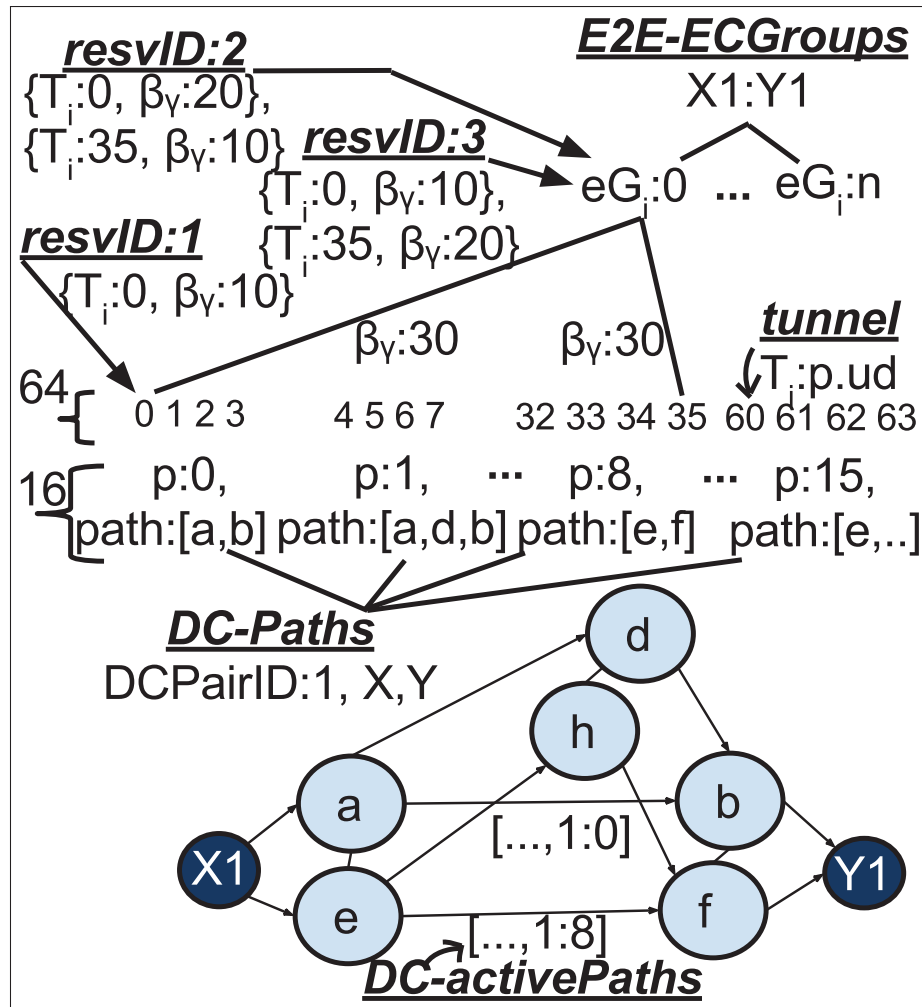 resvID:2
{Ti:0, βγ:20},
{Ti:35, βγ:10}
E2E-ECGroups
X1:Y1
resvID:3
{Ti:0, βγ:10},
{Ti:35, βγ:20}
eGi:0 ... eGi:n
resvID:1
{Ti:0, βγ:10}
βγ:30 βγ:30
tunnel
Ti:p.ud
64
0 1 2 3 4 5 6 7 32 33 34 35 60 61 62 63
16
p:0, p:1, ... p:8, ... p:15,
path:[a,b] path:[a,d,b] path:[e,f] path:[e,..]
DC-Paths
DCPairID:1, X,Y
d
h
a
b
[...,1:0]
X1
Y1
e
f
[...,1:8]
DC-activePaths